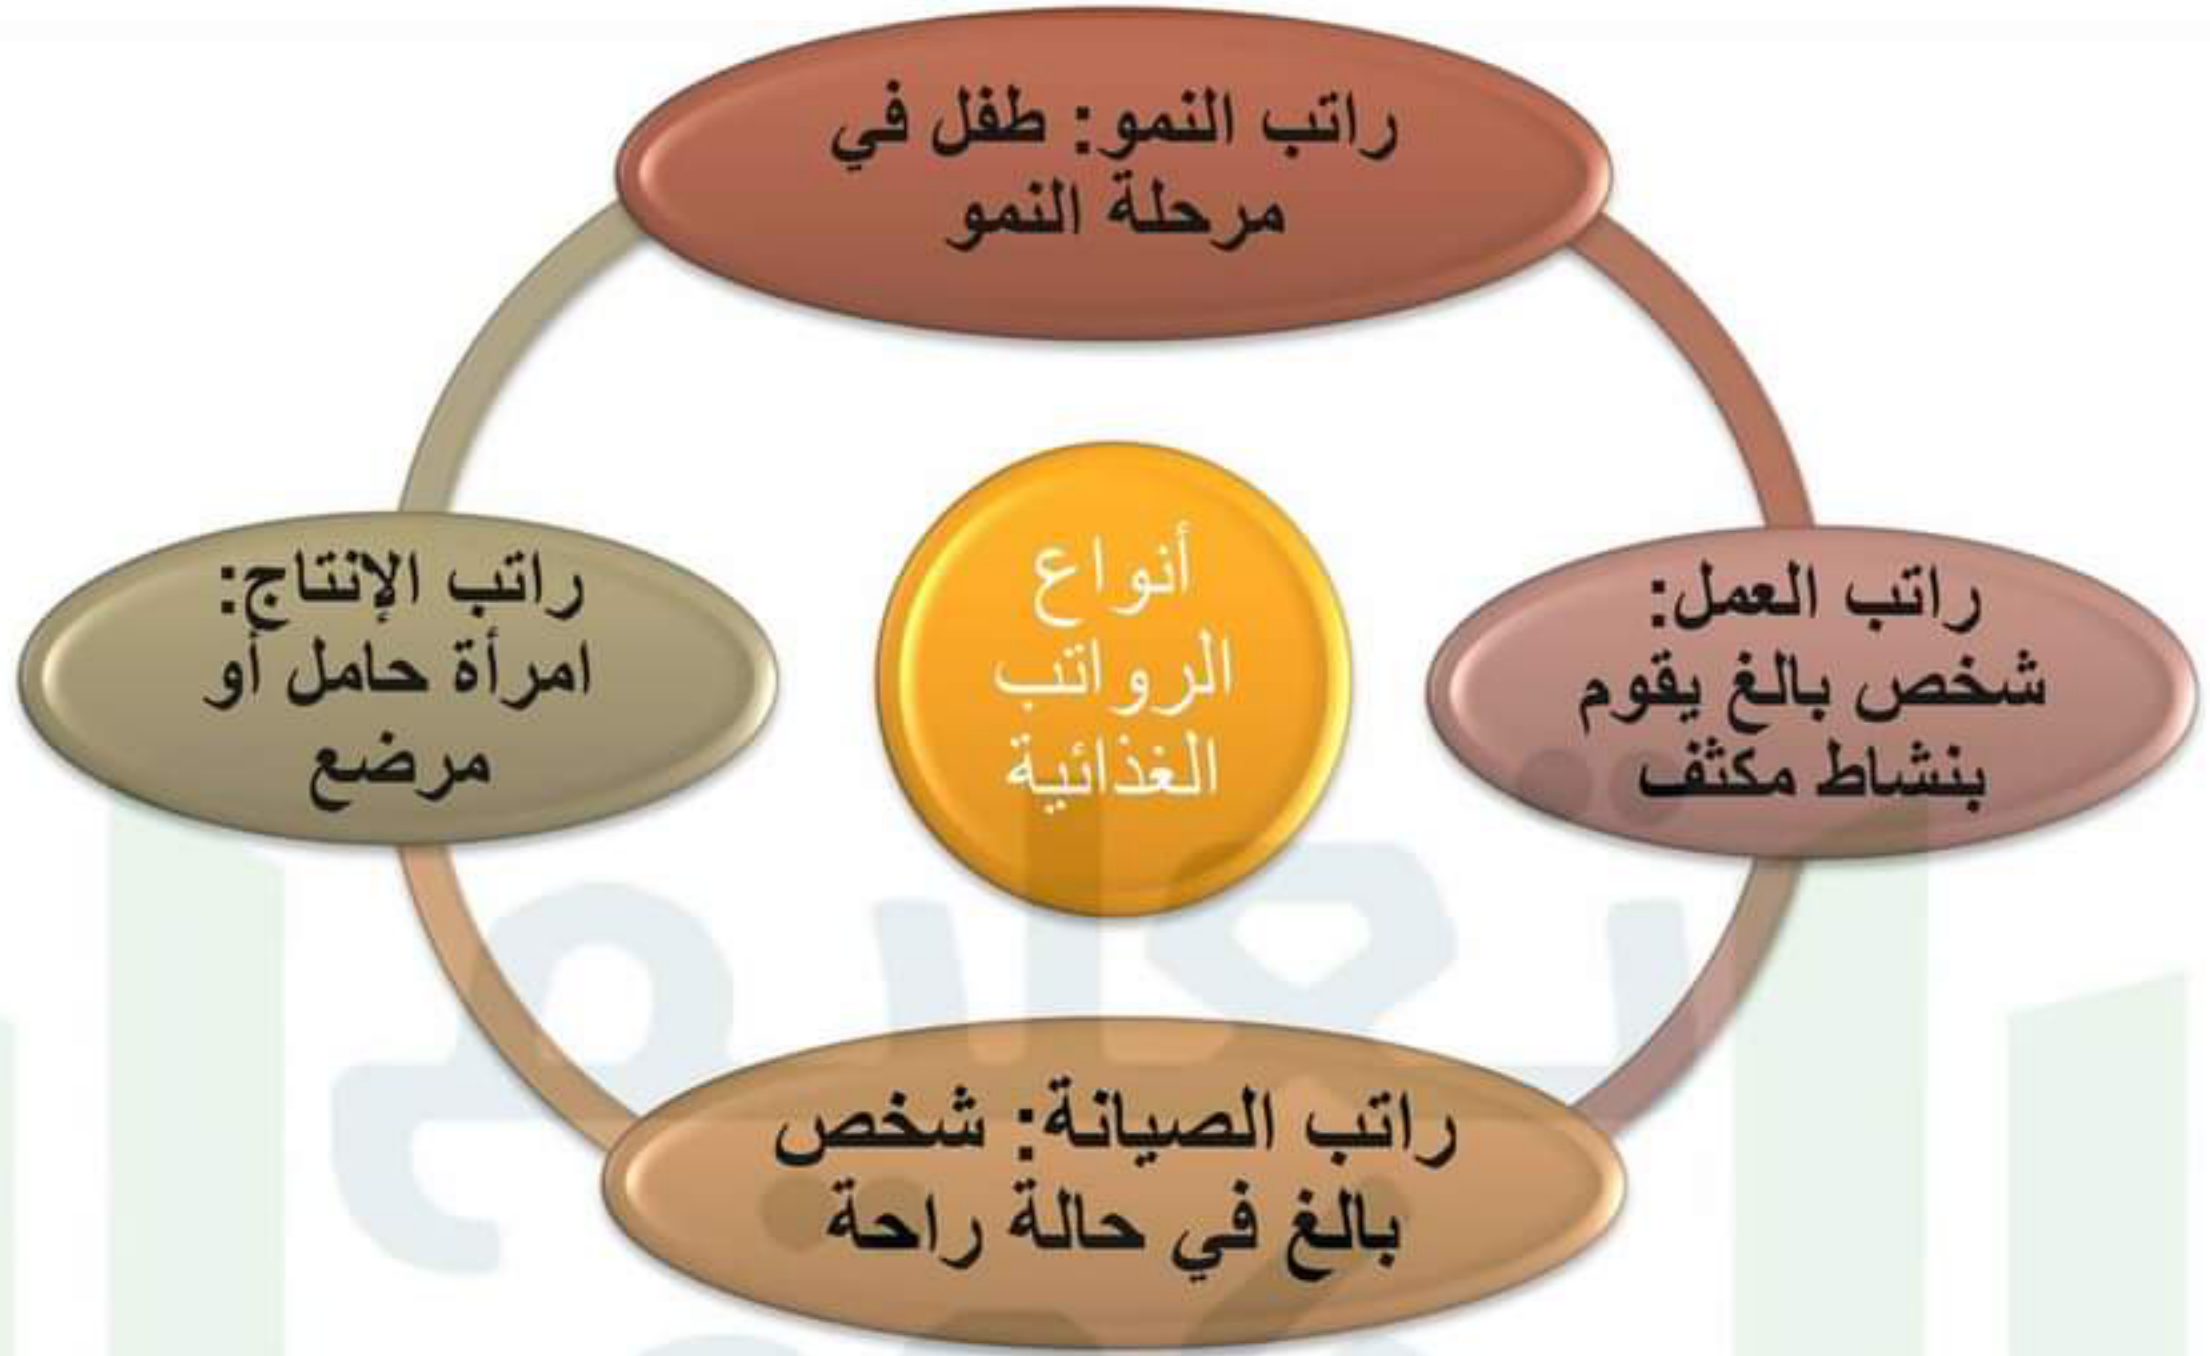 راتب النمو: طفل في
مرحلة النمو
راتب العمل:
شخص بالغ يقوم
بنشاط مكثف
أنواع
الرواتب
الغذائية
راتب الإنتاج:
امرأة حامل أو
مرضع
راتب الصيانة: شخص
بالغ في حالة راحة